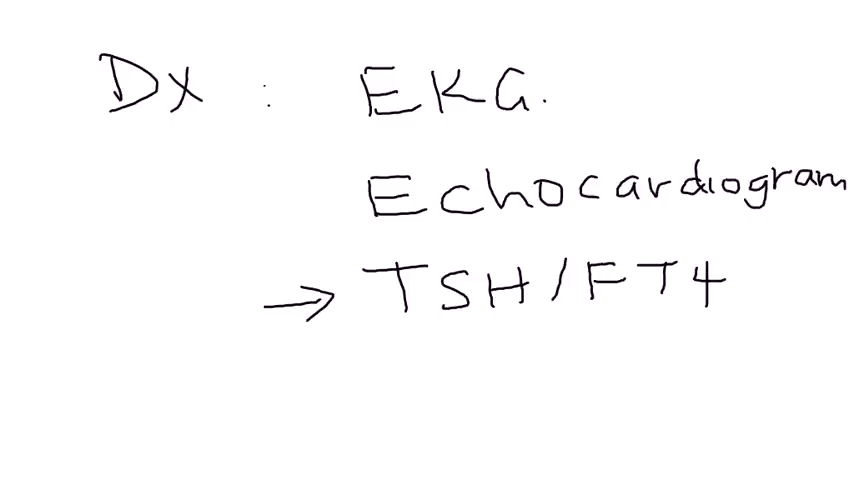 Dx : EKG.
Echocardiogram
→ TSH/FT4